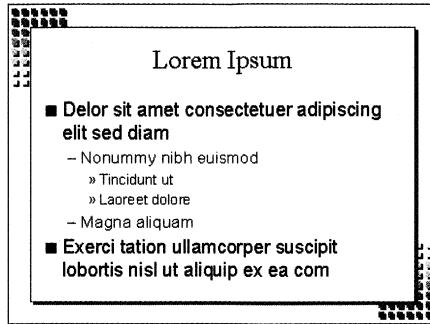 Lorem Ipsum
■ Delor sit amet consectetuer adipiscing
elit sed diam
– Nonummy nibh euismod
» Tincidunt ut
» Laoreet dolore
– Magna aliquam
■ Exerci tation ullamcorper suscipit
lobortis nisl ut aliquip ex ea com